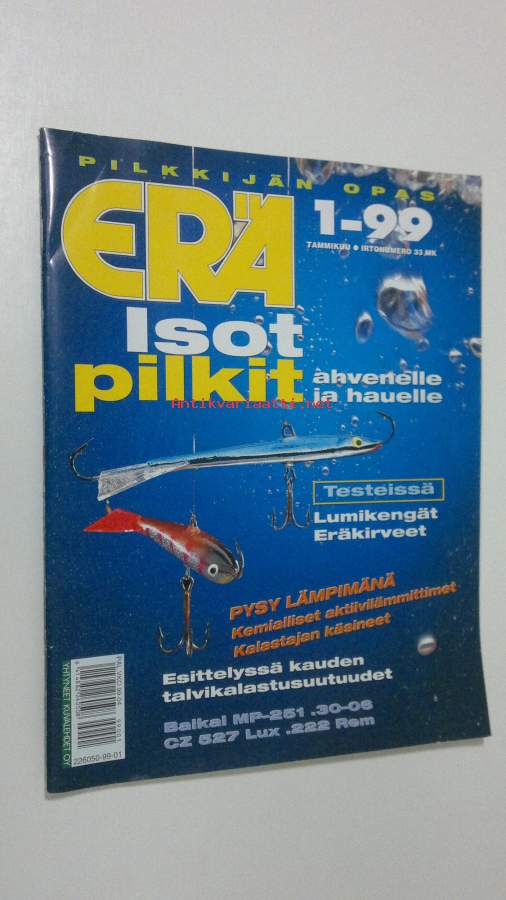 PILKKIJÄN OPAS
ERÄ
1-99
TAMMIKUU ● IRTONUMERO 33 MK
Isot
pilkit
ahvenelle
ja hauelle
Antikvariaatti.net
Testeissä
Lumikengät
Eräkirveet
PYSY LÄMPIMÄNÄ
Kemialliset aktiivilämmittimet
Kalastajan käsineet
Esittelyssä kauden
talvikalastusuutuudet
Baikal MP-251 .30-06
CZ 527 Lux .222 Rem
YHTYNEET KUVALEHDET OY
99001
226050-99-01